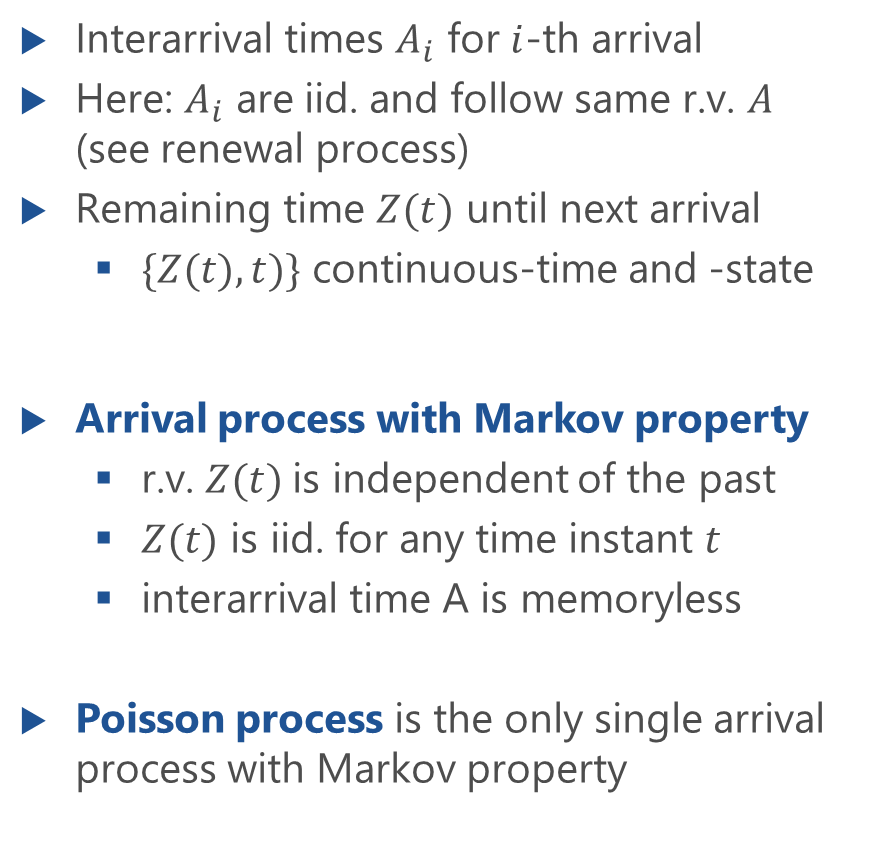 Interarrival times A_i for i-th arrival
Here: A_i are iid. and follow same r.v. A
(see renewal process)
Remaining time Z(t) until next arrival
{Z(t), t)} continuous-time and -state
Arrival process with Markov property
r.v. Z(t) is independent of the past
Z(t) is iid. for any time instant t
interarrival time A is memoryless
Poisson process is the only single arrival
process with Markov property